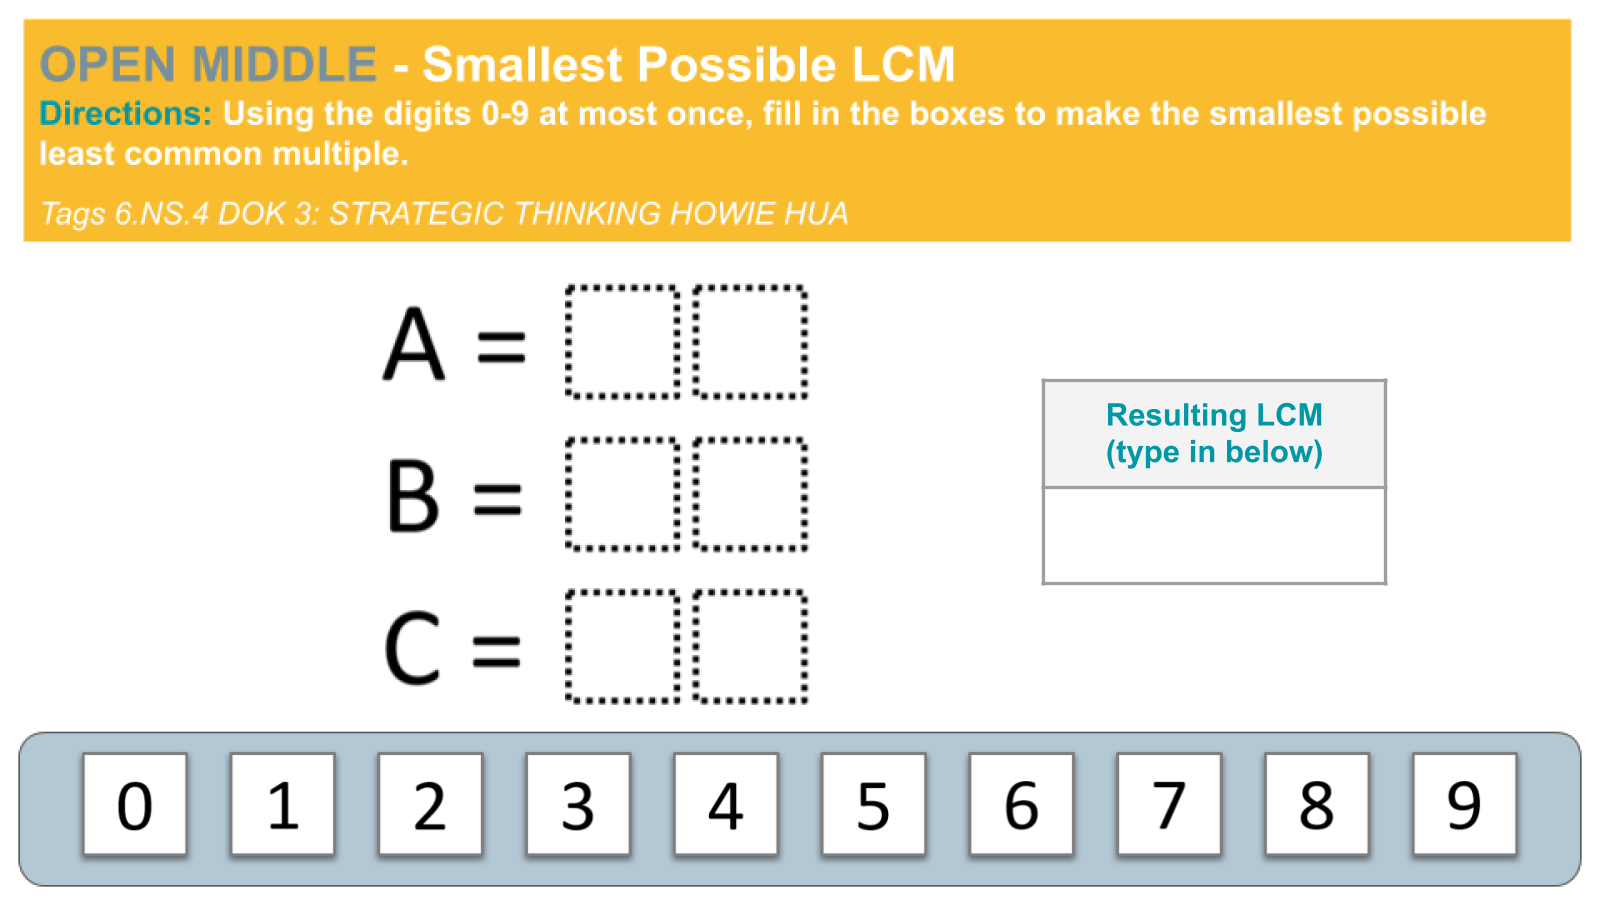 OPEN MIDDLE - Smallest Possible LCM
Directions: Using the digits 0-9 at most once, fill in the boxes to make the smallest possible
least common multiple.
Tags 6.NS.4 DOK 3: STRATEGIC THINKING HOWIE HUA
A =
B =
C =
Resulting LCM
(type in below)
0 1 2 3 4 5 6 7 8 9